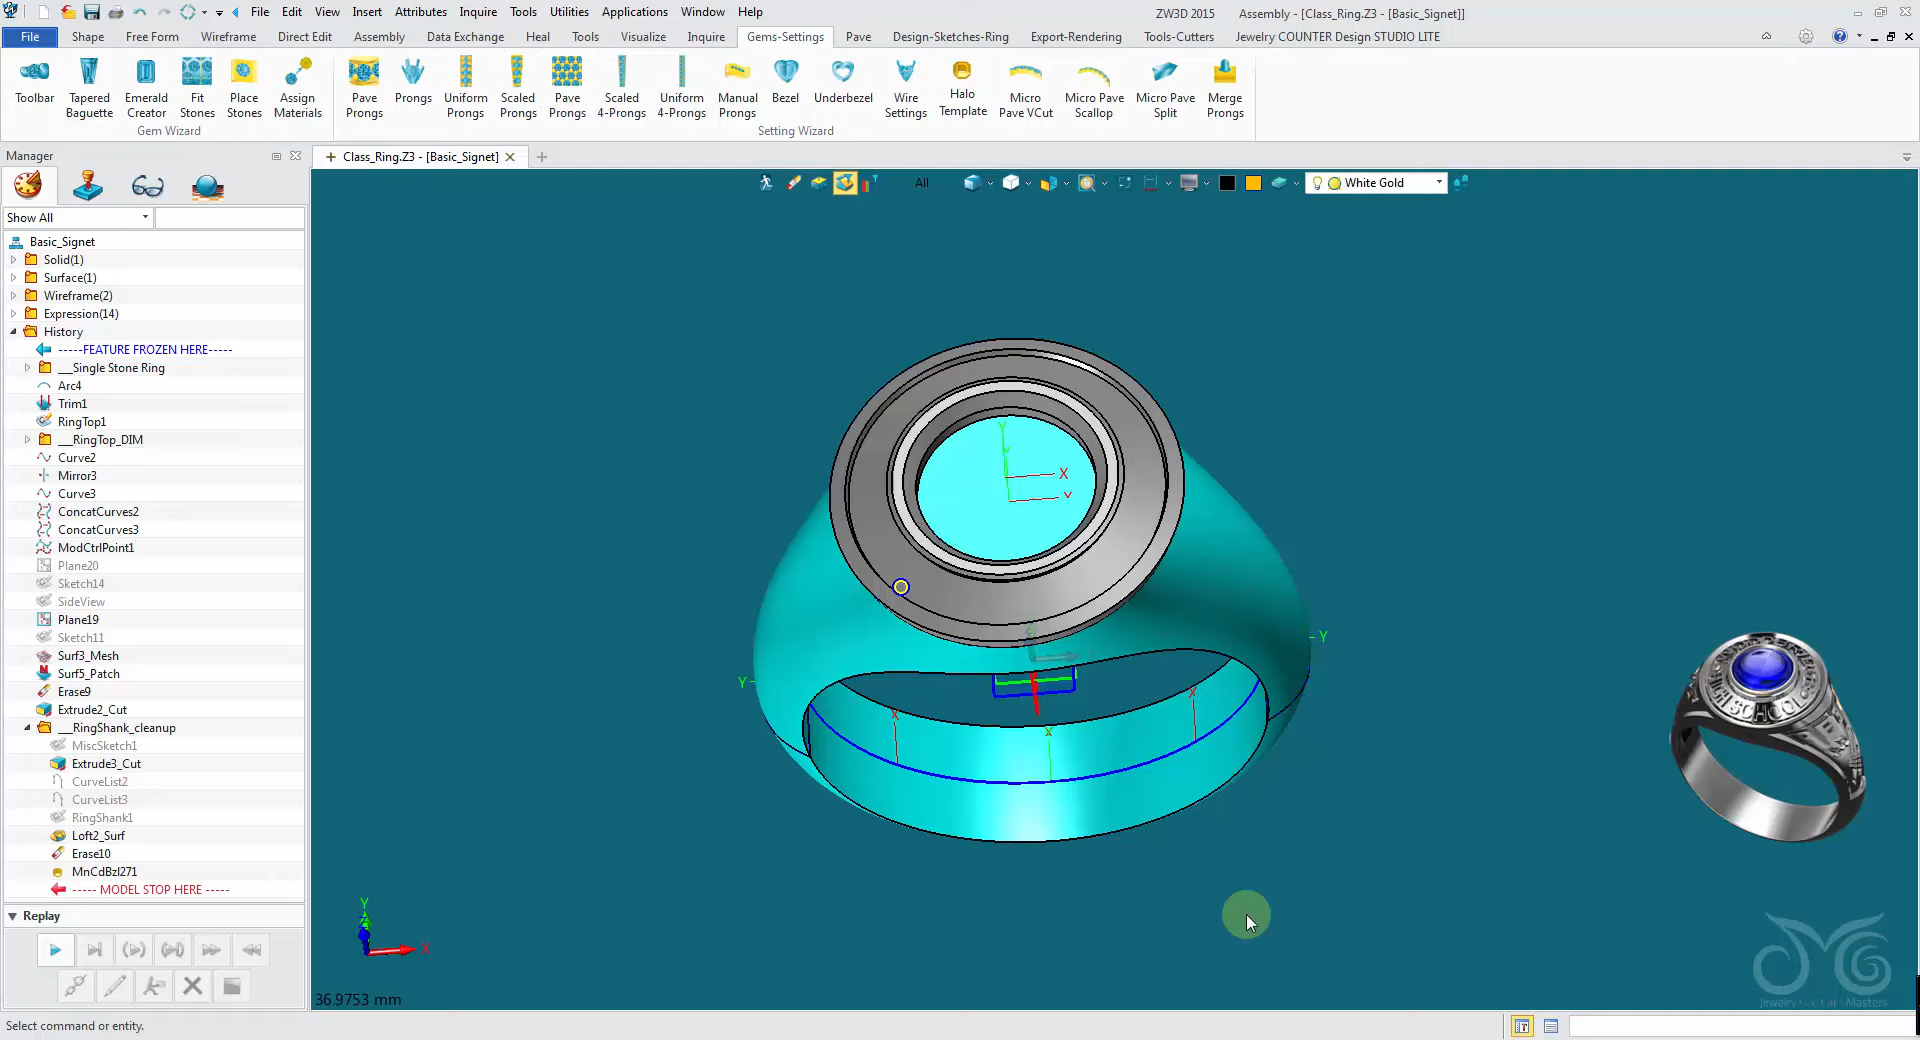 File Edit View Insert Attributes Inquire Tools Utilities Applications Window Help ZW3D 2015 Assembly - [Class_Ring.Z3 - [Basic_Signet]]
File Shape Free Form Wireframe Direct Edit Assembly Data Exchange Heal Tools Visualize Inquire Gems-Settings Pave Design-Sketches-Ring Export-Rendering Tools-Cutters Jewelry COUNTER Design STUDIO LITE
Toolbar Tapered Baguette Emerald Creator Fit Stones Place Stones Assign Materials Pave Prongs Prongs Uniform Prongs Scaled Prongs Pave Prongs Scaled 4-Prongs Uniform 4-Prongs Manual Prongs Bezel Underbezel Wire Settings Halo Template Micro Pave VCut Micro Pave Scallop Micro Pave Split Merge Prongs
Gem Wizard Setting Wizard
Manager
Class_Ring.Z3 - [Basic_Signet]
All White Gold
Show All
Basic_Signet
Solid(1)
Surface(1)
Wireframe(2)
Expression(14)
History
-----FEATURE FROZEN HERE-----
__Single Stone Ring
Arc4
Trim1
RingTop1
__RingTop_DIM
Curve2
Mirror3
Curve3
ConcatCurves2
ConcatCurves3
ModCtrlPoint1
Plane20
Sketch14
SideView
Plane19
Sketch11
Surf3_Mesh
Surf5_Patch
Erase9
Extrude2_Cut
__RingShank_cleanup
MiscSketch1
Extrude3_Cut
CurveList2
CurveList3
RingShank1
Loft2_Surf
Erase10
MnCdBzl271
----- MODEL STOP HERE -----
Replay
Y
X
Y
Y
X
X
X
Y
X
SCHOOL
36.9753 mm
Select command or entity.